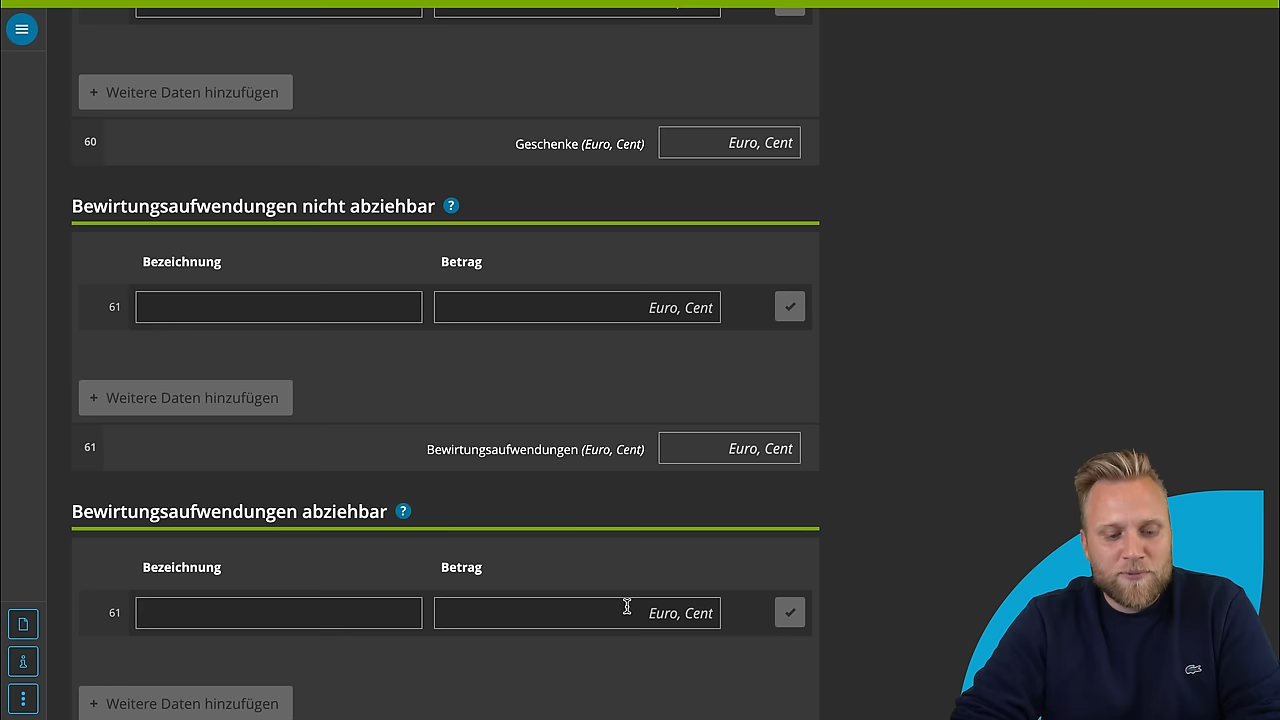 + Weitere Daten hinzufügen
60 Geschenke (Euro, Cent) Euro, Cent
Bewirtungsaufwendungen nicht abziehbar ?
Bezeichnung Betrag
61 Euro, Cent
+ Weitere Daten hinzufügen
61 Bewirtungsaufwendungen (Euro, Cent) Euro, Cent
Bewirtungsaufwendungen abziehbar ?
Bezeichnung Betrag
61 Euro, Cent
+ Weitere Daten hinzufügen